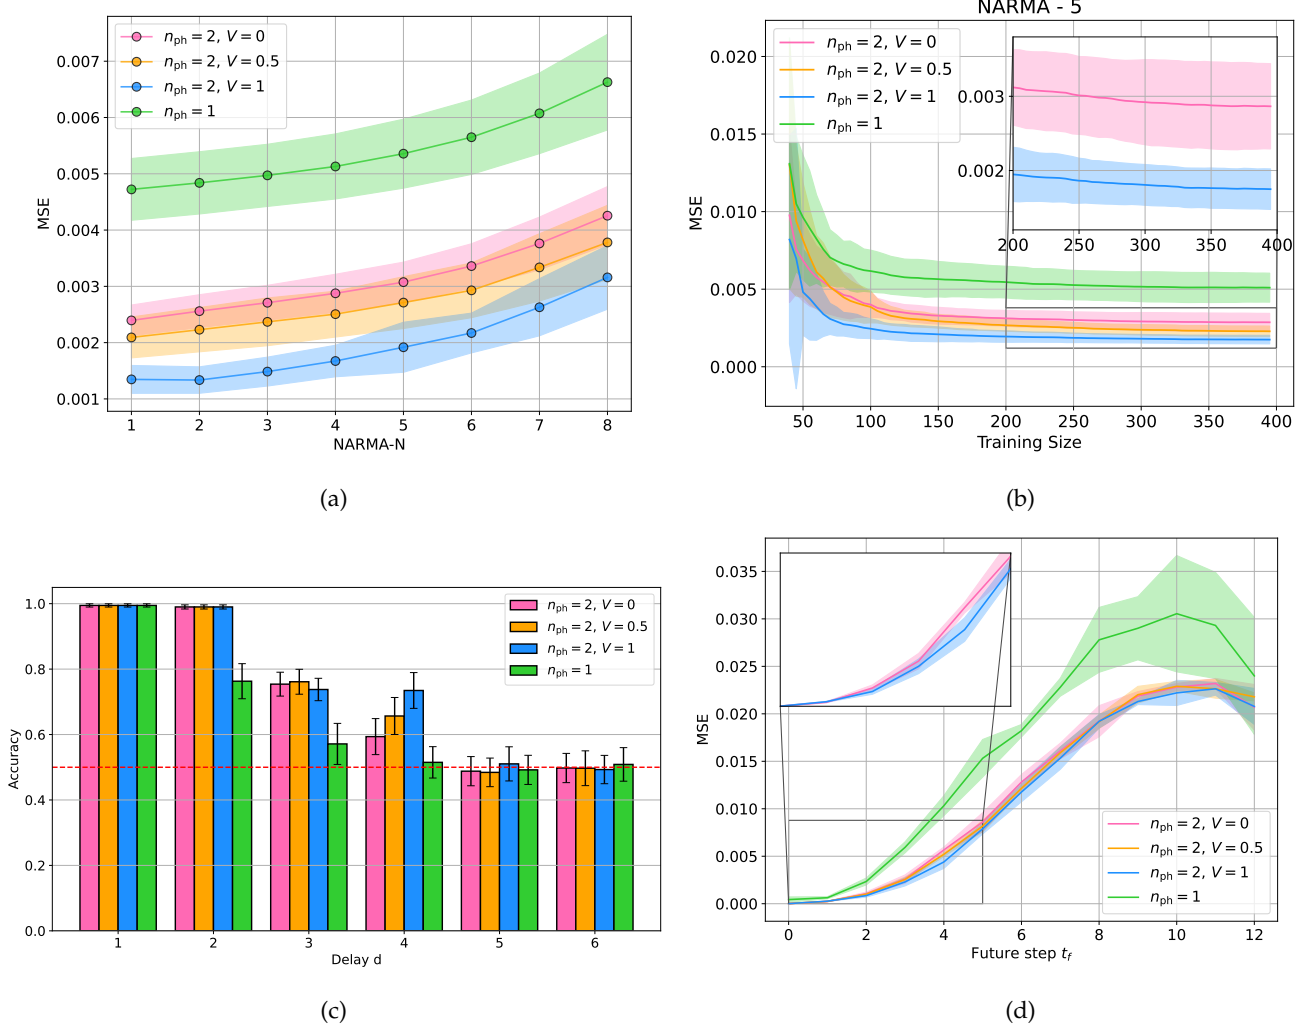 n_ph = 2, V = 0
n_ph = 2, V = 0.5
n_ph = 2, V = 1
n_ph = 1
0.007
0.006
0.005
0.004
0.003
0.002
0.001
MSE
1 2 3 4 5 6 7 8
NARMA-N
(a)
NARMA - 5
n_ph = 2, V = 0
n_ph = 2, V = 0.5
n_ph = 2, V = 1
n_ph = 1
0.020
0.015
0.010
0.005
0.000
MSE
0.003
0.002
200 250 300 350 400
50 100 150 200 250 300 350 400
Training Size
(b)
n_ph = 2, V = 0
n_ph = 2, V = 0.5
n_ph = 2, V = 1
n_ph = 1
1.0
0.8
0.6
0.4
0.2
0.0
Accuracy
1 2 3 4 5 6
Delay d
(c)
0.035
0.030
0.025
0.020
0.015
0.010
0.005
0.000
MSE
n_ph = 2, V = 0
n_ph = 2, V = 0.5
n_ph = 2, V = 1
n_ph = 1
0 2 4 6 8 10 12
Future step t_f
(d)